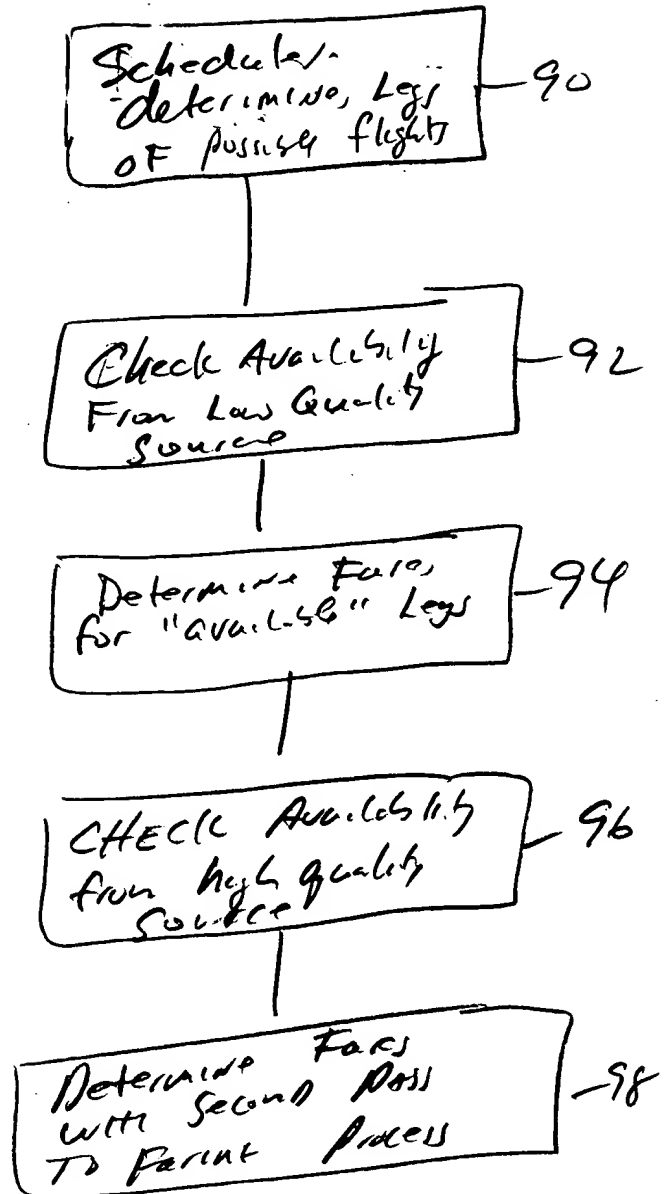 Scheduler-
determines Legs
of possible flights
90
Check Availability
From Low Quality
Source
92
Determine Fares
for "available" Legs
94
CHECK Availability
from high quality
Source
96
Determine Fares
with Second Pass
To Faring Process
98